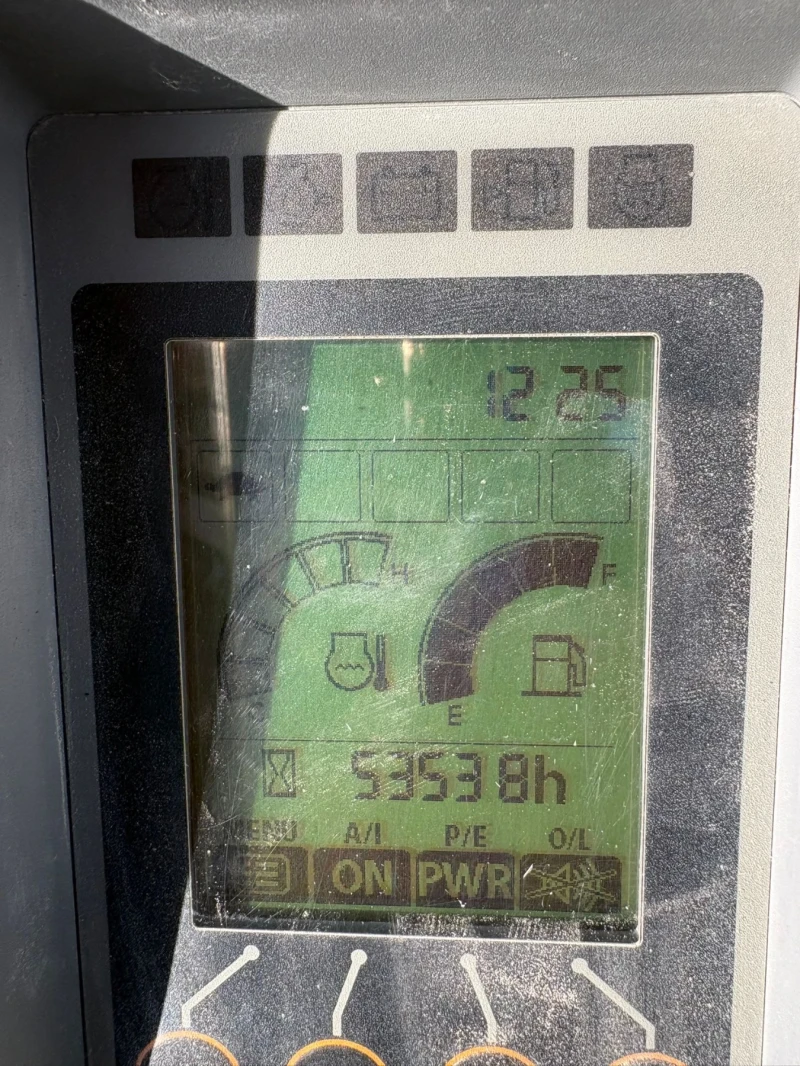 12 25
H F
E
5353 8h
MENU A/I P/E O/L
ON PWR